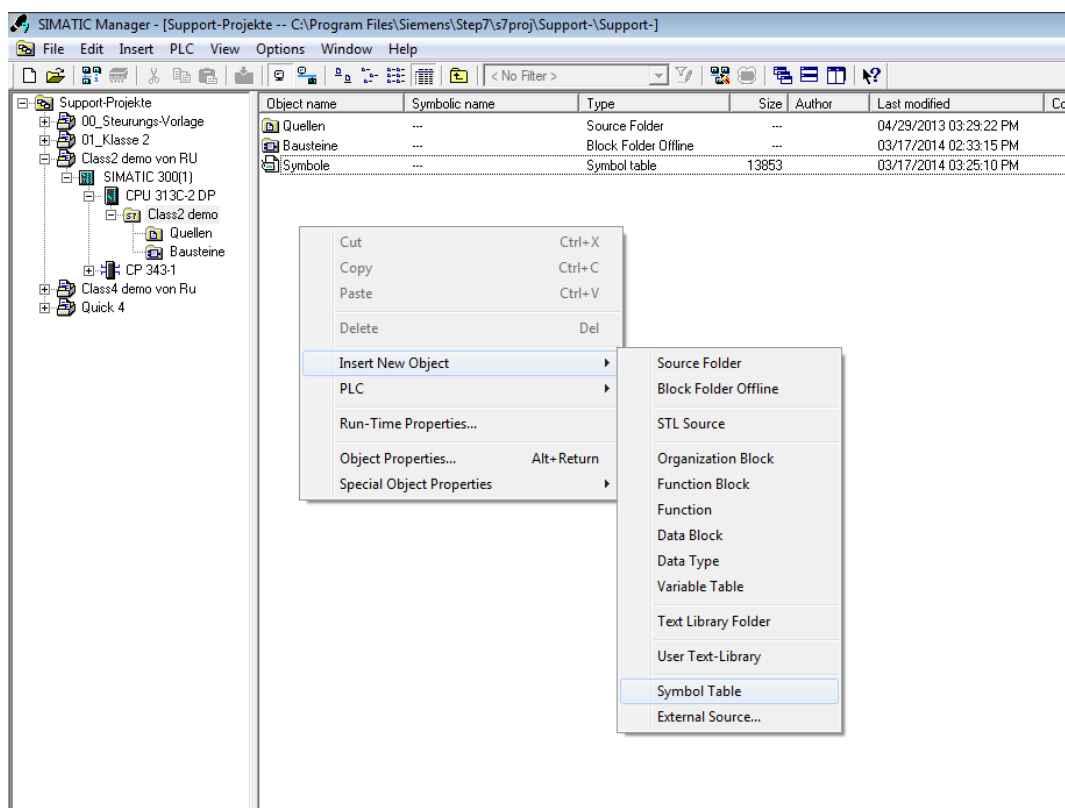 SIMATIC Manager - [Support-Projekte -- C:\Program Files\Siemens\Step7\s7proj\Support-\Support-]
File Edit Insert PLC View Options Window Help
< No Filter >
Support-Projekte
00_Steurungs-Vorlage
01_Klasse 2
Class2 demo von RU
SIMATIC 300(1)
CPU 313C-2 DP
Class2 demo
Quellen
Bausteine
CP 343-1
Class4 demo von Ru
Quick 4
Object name Symbolic name Type Size Author Last modified Co
Quellen --- Source Folder --- 04/29/2013 03:29:22 PM
Bausteine --- Block Folder Offline --- 03/17/2014 02:33:15 PM
Symbole --- Symbol table 13853 03/17/2014 03:25:10 PM
Cut Ctrl+X
Copy Ctrl+C
Paste Ctrl+V
Delete Del
Insert New Object
PLC
Run-Time Properties...
Object Properties... Alt+Return
Special Object Properties
Source Folder
Block Folder Offline
STL Source
Organization Block
Function Block
Function
Data Block
Data Type
Variable Table
Text Library Folder
User Text-Library
Symbol Table
External Source...